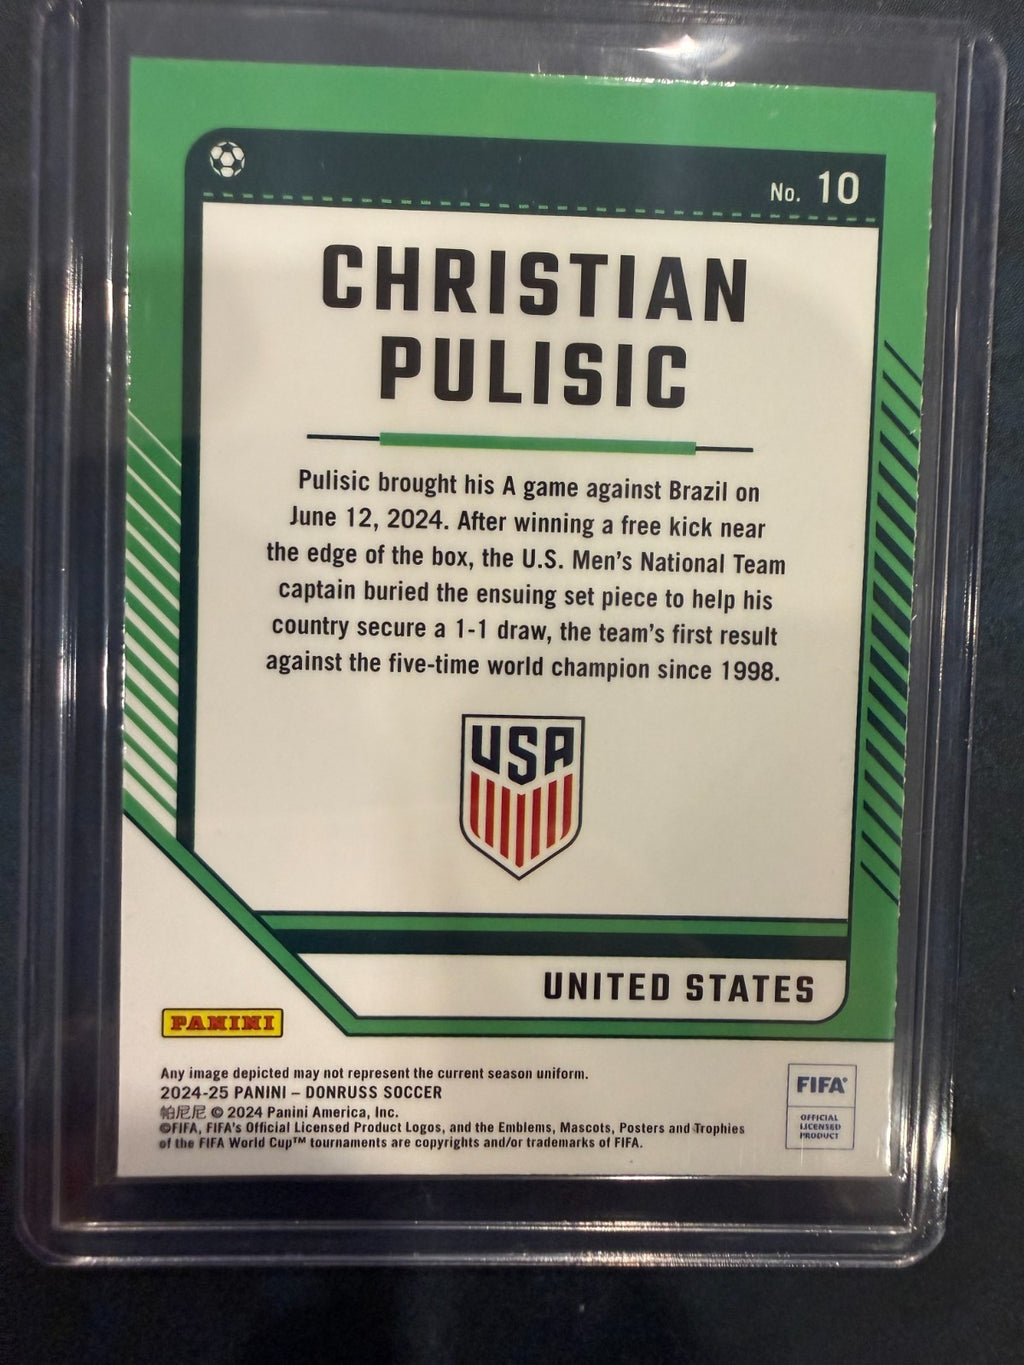 No. 10
CHRISTIAN
PULISIC
Pulisic brought his A game against Brazil on
June 12, 2024. After winning a free kick near
the edge of the box, the U.S. Men's National Team
captain buried the ensuing set piece to help his
country secure a 1-1 draw, the team's first result
against the five-time world champion since 1998.
USA
UNITED STATES
PANINI
Any image depicted may not represent the current season uniform.
2024-25 PANINI – DONRUSS SOCCER
帕尼尼 © 2024 Panini America, Inc.
©FIFA, FIFA's Official Licensed Product Logos, and the Emblems, Mascots, Posters and Trophies
of the FIFA World Cup™ tournaments are copyrights and/or trademarks of FIFA.
FIFA®
OFFICIAL
LICENSED
PRODUCT